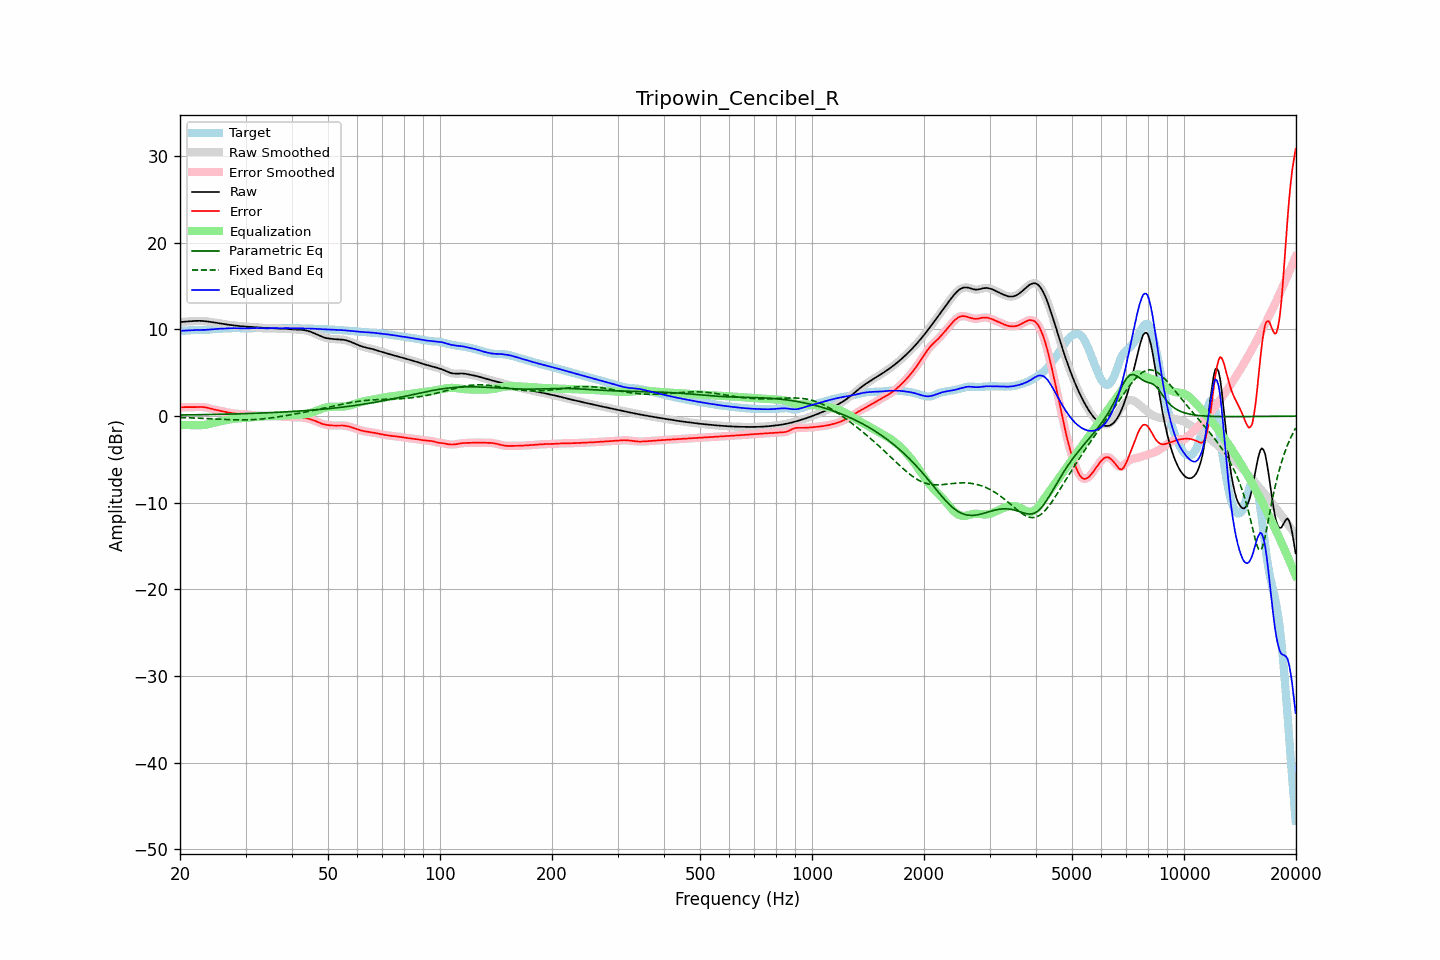 Tripowin_Cencibel_R
Target
Raw Smoothed
Error Smoothed
Raw
Error
Equalization
Parametric Eq
Fixed Band Eq
Equalized
30
20
10
0
−10
−20
−30
−40
−50
Amplitude (dBr)
20
50
100
200
500
1000
2000
5000
10000
20000
Frequency (Hz)